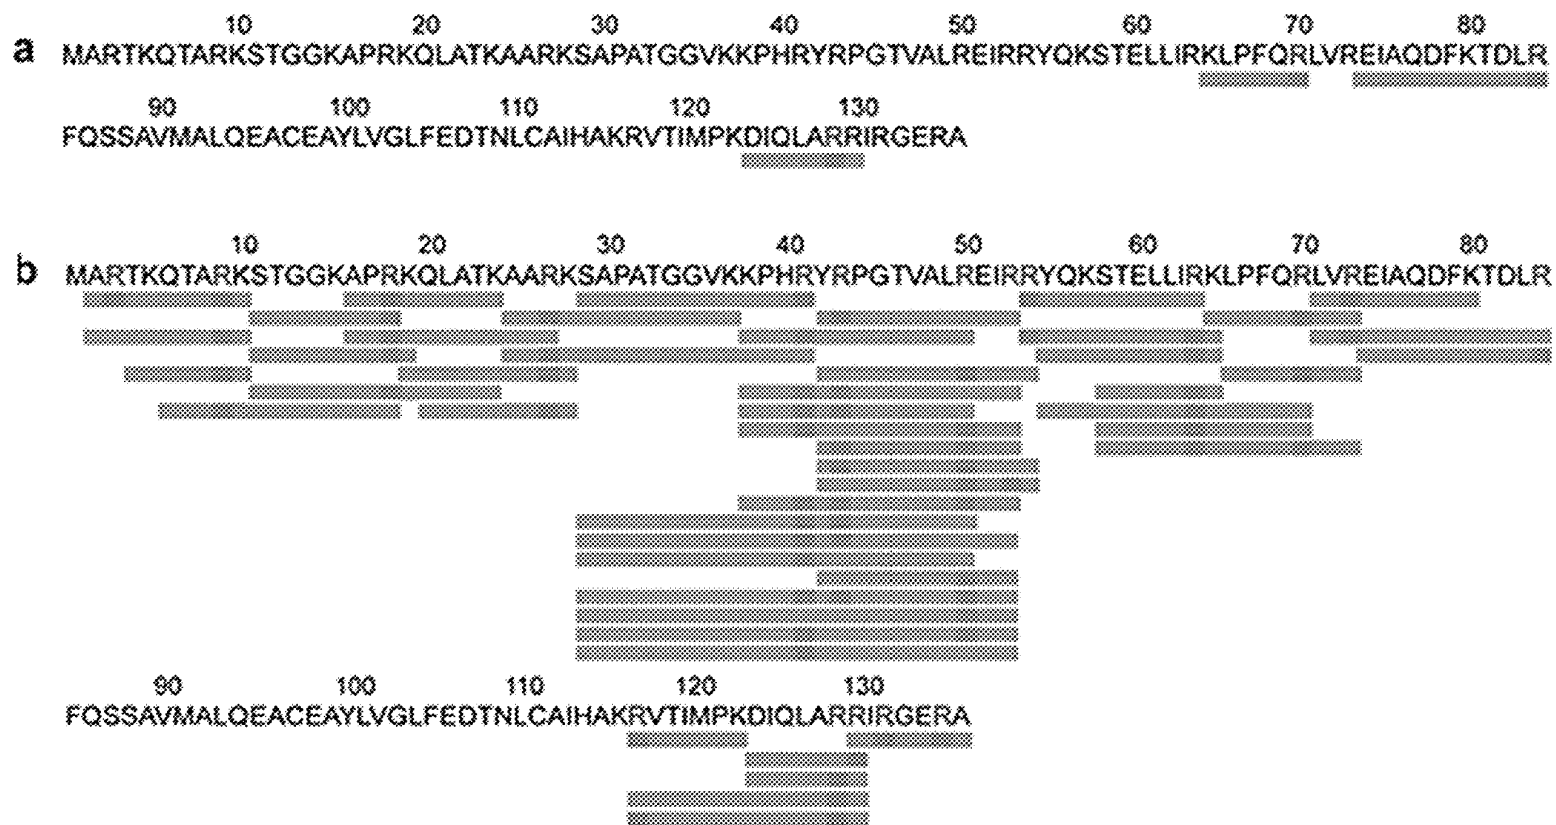 10 20 30 40 50 60 70 80
a MARTKQTARKSTGGKAPRKQLATKAARKSAPATGGVKKPHRYRPGTVALREIRRYQKSTELLIRKLPFQRLVREIAQDFKTDLR
90 100 110 120 130
FQSSAVMALQEACEAYLVGLFEDTNLCAIHAKRVTIMPKDIQLARRIRGERA
10 20 30 40 50 60 70 80
b MARTKQTARKSTGGKAPRKQLATKAARKSAPATGGVKKPHRYRPGTVALREIRRYQKSTELLIRKLPFQRLVREIAQDFKTDLR
90 100 110 120 130
FQSSAVMALQEACEAYLVGLFEDTNLCAIHAKRVTIMPKDIQLARRIRGERA